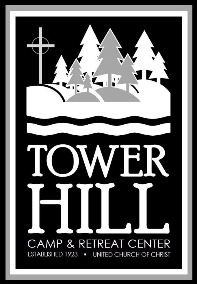 TOWER
HILL
CAMP & RETREAT CENTER
ESTABLISHED 1923 • UNITED CHURCH OF CHRIST